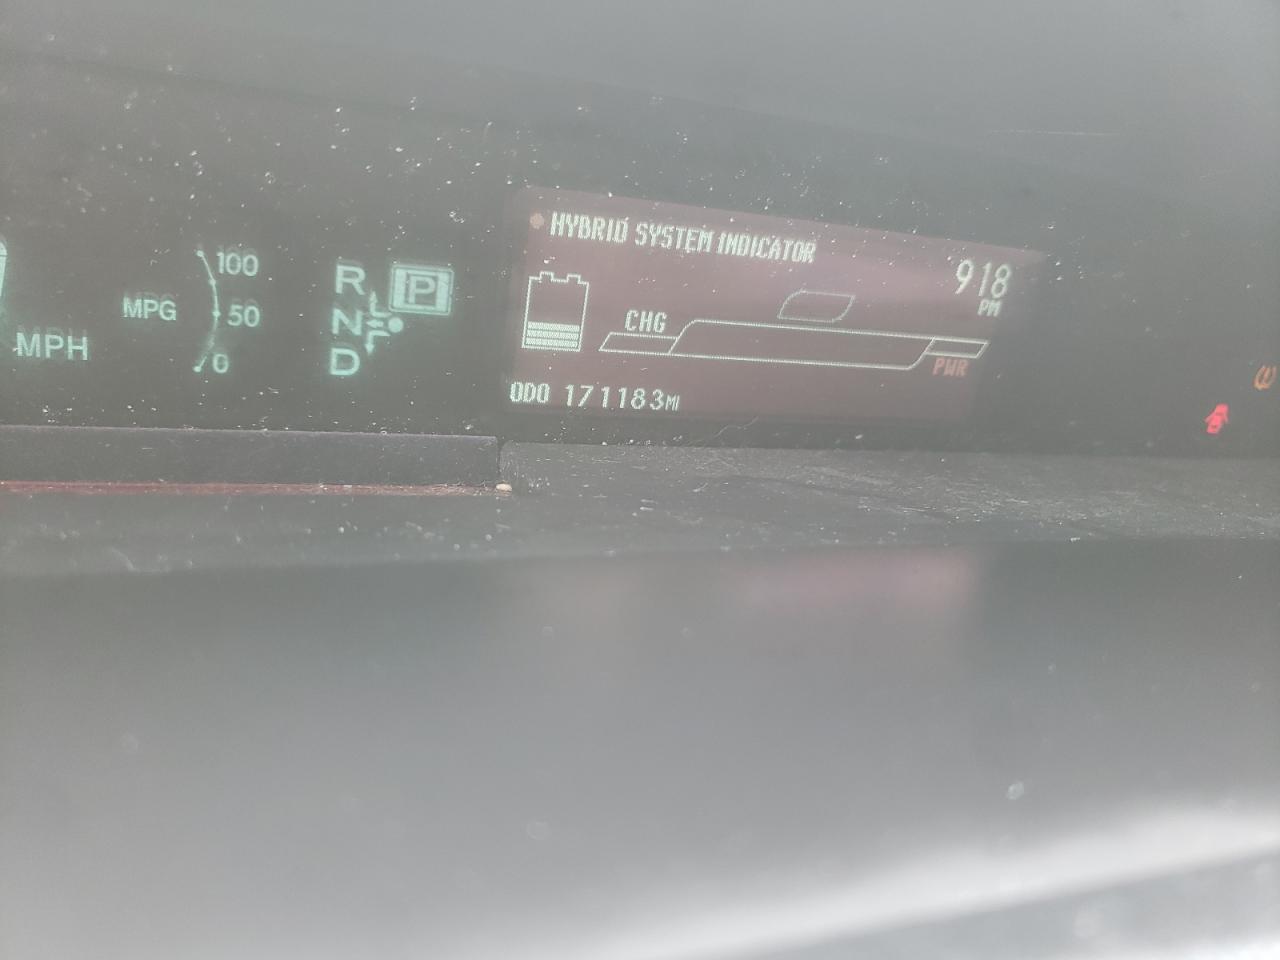 HYBRID SYSTEM INDICATOR
918
PM
100
MPG
50
0
MPH
R
P
N
D
CHG
PWR
ODO 171183MI